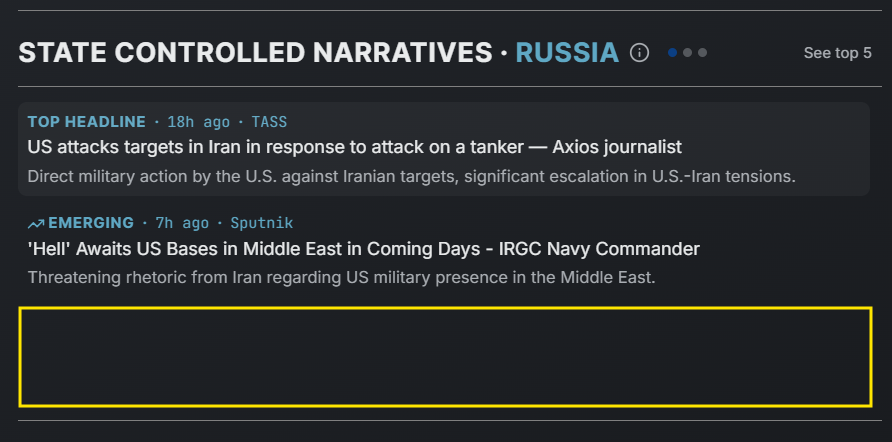 STATE CONTROLLED NARRATIVES · RUSSIA
See top 5
TOP HEADLINE · 18h ago · TASS
US attacks targets in Iran in response to attack on a tanker — Axios journalist
Direct military action by the U.S. against Iranian targets, significant escalation in U.S.-Iran tensions.
EMERGING · 7h ago · Sputnik
'Hell' Awaits US Bases in Middle East in Coming Days - IRGC Navy Commander
Threatening rhetoric from Iran regarding US military presence in the Middle East.